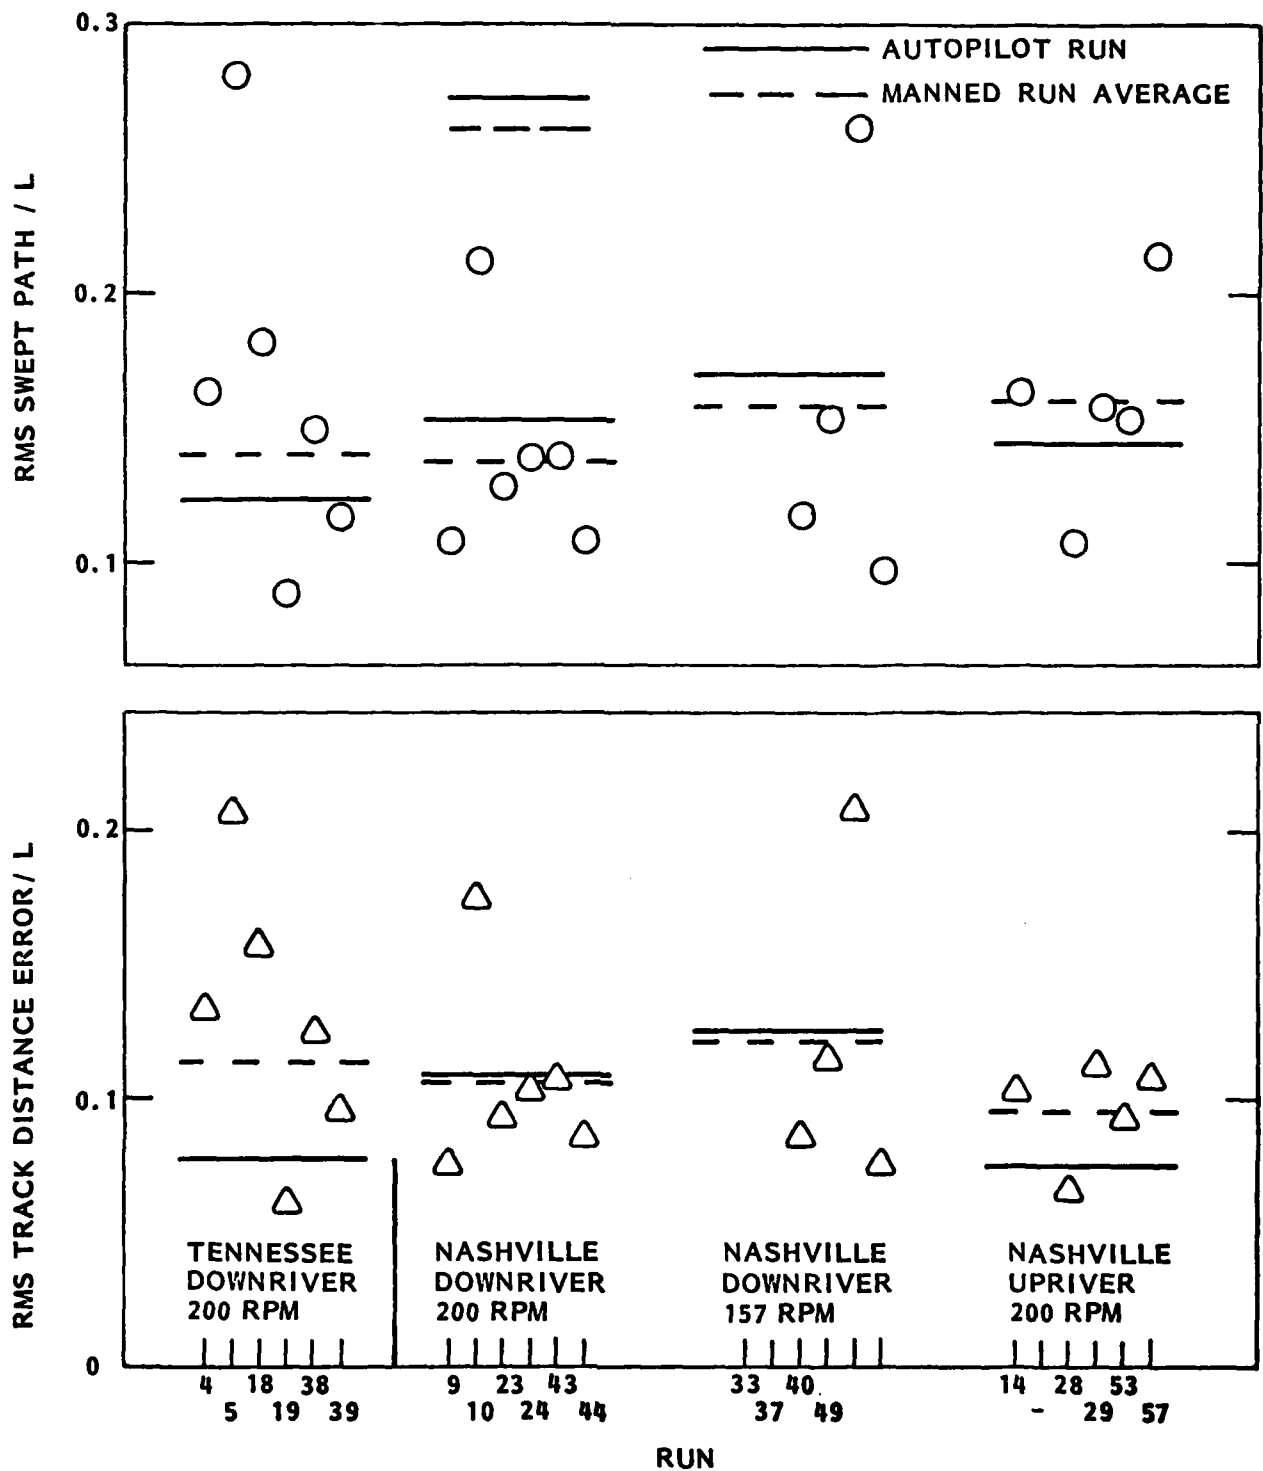 0.3
AUTOPILOT RUN
MANNED RUN AVERAGE
RMS SWEPT PATH / L
0.2
0.1
RMS TRACK DISTANCE ERROR / L
0.2
0.1
0
TENNESSEE
DOWNRIVER
200 RPM
NASHVILLE
DOWNRIVER
200 RPM
NASHVILLE
DOWNRIVER
157 RPM
NASHVILLE
UPRIVER
200 RPM
4 18 38 9 23 43 33 40 14 28 53
5 19 39 10 24 44 37 49 - 29 57
RUN